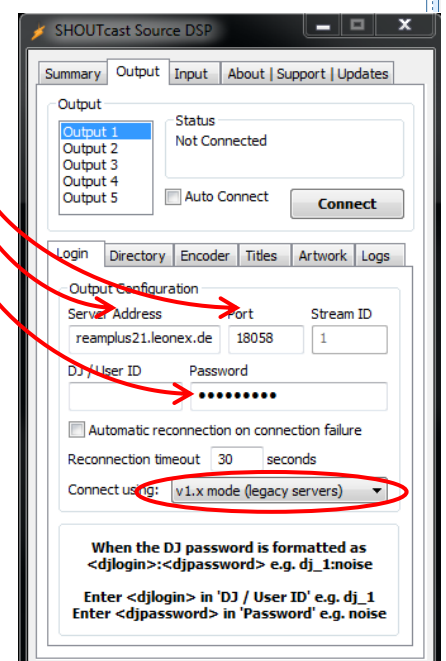 SHOUTcast Source DSP
Summary Output Input About | Support | Updates
Output
Output 1
Output 2
Output 3
Output 4
Output 5
Status
Not Connected
Auto Connect
Connect
Login Directory Encoder Titles Artwork Logs
Output Configuration
Server Address Port Stream ID
reamplus21.leonex.de 18058 1
DJ / User ID Password
•••••••••
Automatic reconnection on connection failure
Reconnection timeout 30 seconds
Connect using: v1.x mode (legacy servers)
When the DJ password is formatted as
<djlogin>:<djpassword> e.g. dj_1:noise
Enter <djlogin> in 'DJ / User ID' e.g. dj_1
Enter <djpassword> in 'Password' e.g. noise